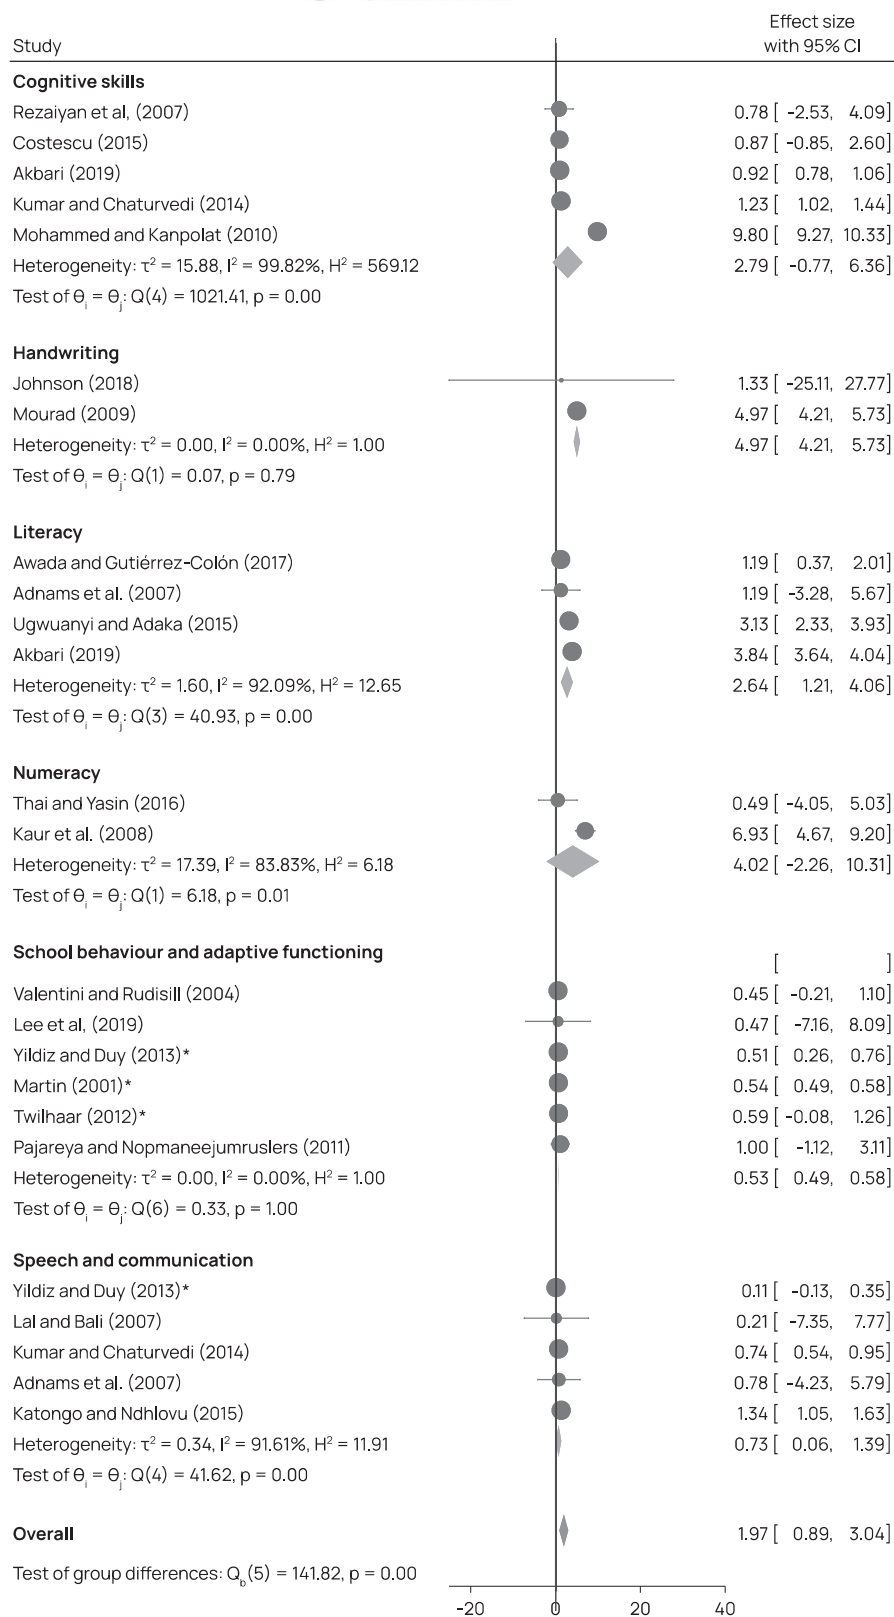 Effect size
Study with 95% CI
Cognitive skills
Rezaiyan et al, (2007) 0.78 [ -2.53, 4.09]
Costescu (2015) 0.87 [ -0.85, 2.60]
Akbari (2019) 0.92 [ 0.78, 1.06]
Kumar and Chaturvedi (2014) 1.23 [ 1.02, 1.44]
Mohammed and Kanpolat (2010) 9.80 [ 9.27, 10.33]
Heterogeneity: τ² = 15.88, I² = 99.82%, H² = 569.12 2.79 [ -0.77, 6.36]
Test of θᵢ = θⱼ: Q(4) = 1021.41, p = 0.00
Handwriting
Johnson (2018) 1.33 [ -25.11, 27.77]
Mourad (2009) 4.97 [ 4.21, 5.73]
Heterogeneity: τ² = 0.00, I² = 0.00%, H² = 1.00 4.97 [ 4.21, 5.73]
Test of θᵢ = θⱼ: Q(1) = 0.07, p = 0.79
Literacy
Awada and Gutiérrez-Colón (2017) 1.19 [ 0.37, 2.01]
Adnams et al. (2007) 1.19 [ -3.28, 5.67]
Ugwuanyi and Adaka (2015) 3.13 [ 2.33, 3.93]
Akbari (2019) 3.84 [ 3.64, 4.04]
Heterogeneity: τ² = 1.60, I² = 92.09%, H² = 12.65 2.64 [ 1.21, 4.06]
Test of θᵢ = θⱼ: Q(3) = 40.93, p = 0.00
Numeracy
Thai and Yasin (2016) 0.49 [ -4.05, 5.03]
Kaur et al. (2008) 6.93 [ 4.67, 9.20]
Heterogeneity: τ² = 17.39, I² = 83.83%, H² = 6.18 4.02 [ -2.26, 10.31]
Test of θᵢ = θⱼ: Q(1) = 6.18, p = 0.01
School behaviour and adaptive functioning [ ]
Valentini and Rudisill (2004) 0.45 [ -0.21, 1.10]
Lee et al, (2019) 0.47 [ -7.16, 8.09]
Yildiz and Duy (2013)* 0.51 [ 0.26, 0.76]
Martin (2001)* 0.54 [ 0.49, 0.58]
Twilhaar (2012)* 0.59 [ -0.08, 1.26]
Pajareya and Nopmaneejumruslers (2011) 1.00 [ -1.12, 3.11]
Heterogeneity: τ² = 0.00, I² = 0.00%, H² = 1.00 0.53 [ 0.49, 0.58]
Test of θᵢ = θⱼ: Q(6) = 0.33, p = 1.00
Speech and communication
Yildiz and Duy (2013)* 0.11 [ -0.13, 0.35]
Lal and Bali (2007) 0.21 [ -7.35, 7.77]
Kumar and Chaturvedi (2014) 0.74 [ 0.54, 0.95]
Adnams et al. (2007) 0.78 [ -4.23, 5.79]
Katongo and Ndhlovu (2015) 1.34 [ 1.05, 1.63]
Heterogeneity: τ² = 0.34, I² = 91.61%, H² = 11.91 0.73 [ 0.06, 1.39]
Test of θᵢ = θⱼ: Q(4) = 41.62, p = 0.00
Overall 1.97 [ 0.89, 3.04]
Test of group differences: Q_b(5) = 141.82, p = 0.00
-20 0 20 40